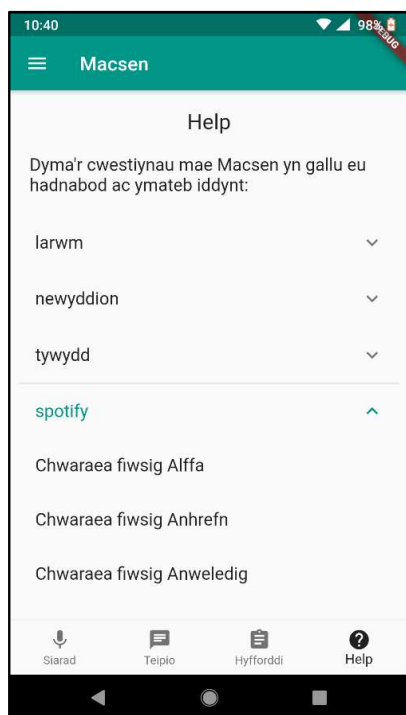 10:40
98%
DEBUG
Macsen
Help
Dyma'r cwestiynau mae Macsen yn gallu eu
hadnabod ac ymateb iddynt:
larwm
newyddion
tywydd
spotify
Chwaraea fiwsig Alffa
Chwaraea fiwsig Anhrefn
Chwaraea fiwsig Anweledig
Siarad
Teipio
Hyfforddi
Help